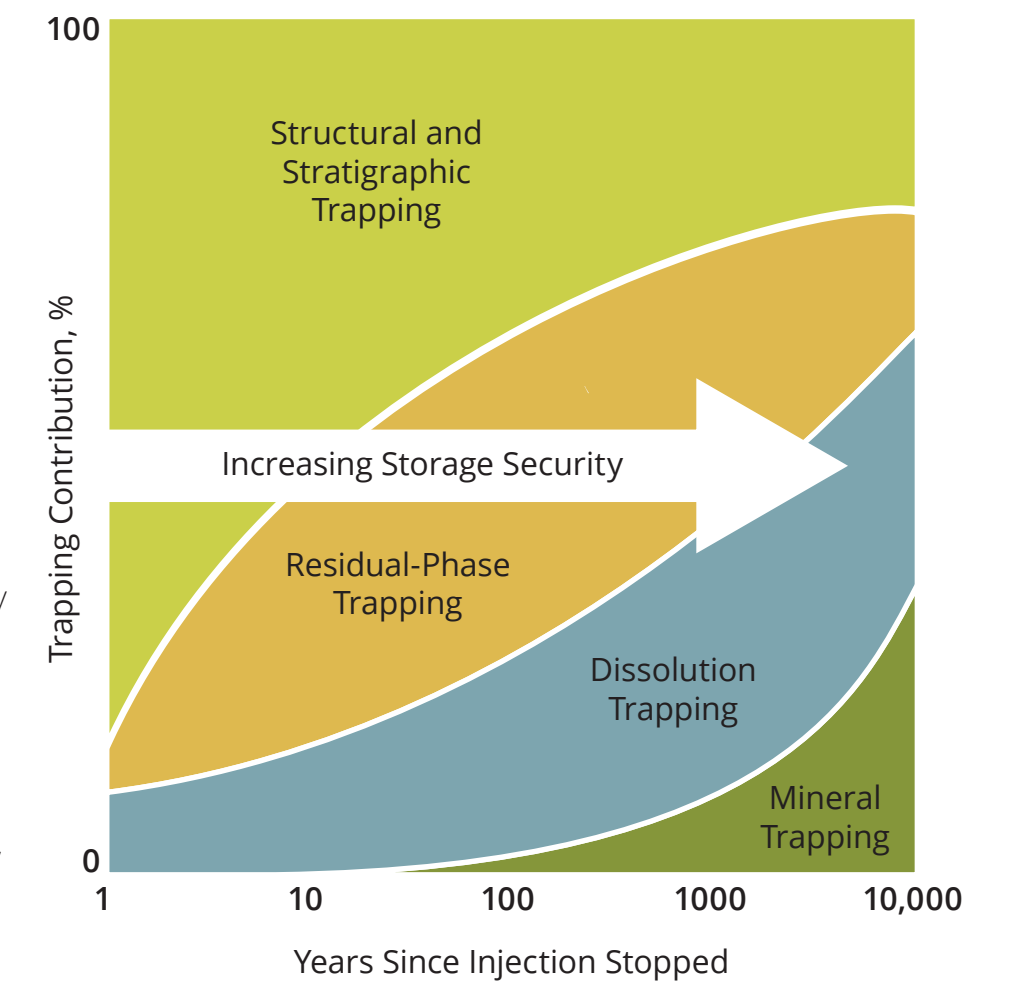 100
Structural and
Stratigraphic
Trapping
Trapping Contribution, %
Increasing Storage Security
Residual-Phase
Trapping
Dissolution
Trapping
Mineral
Trapping
0
1 10 100 1000 10,000
Years Since Injection Stopped